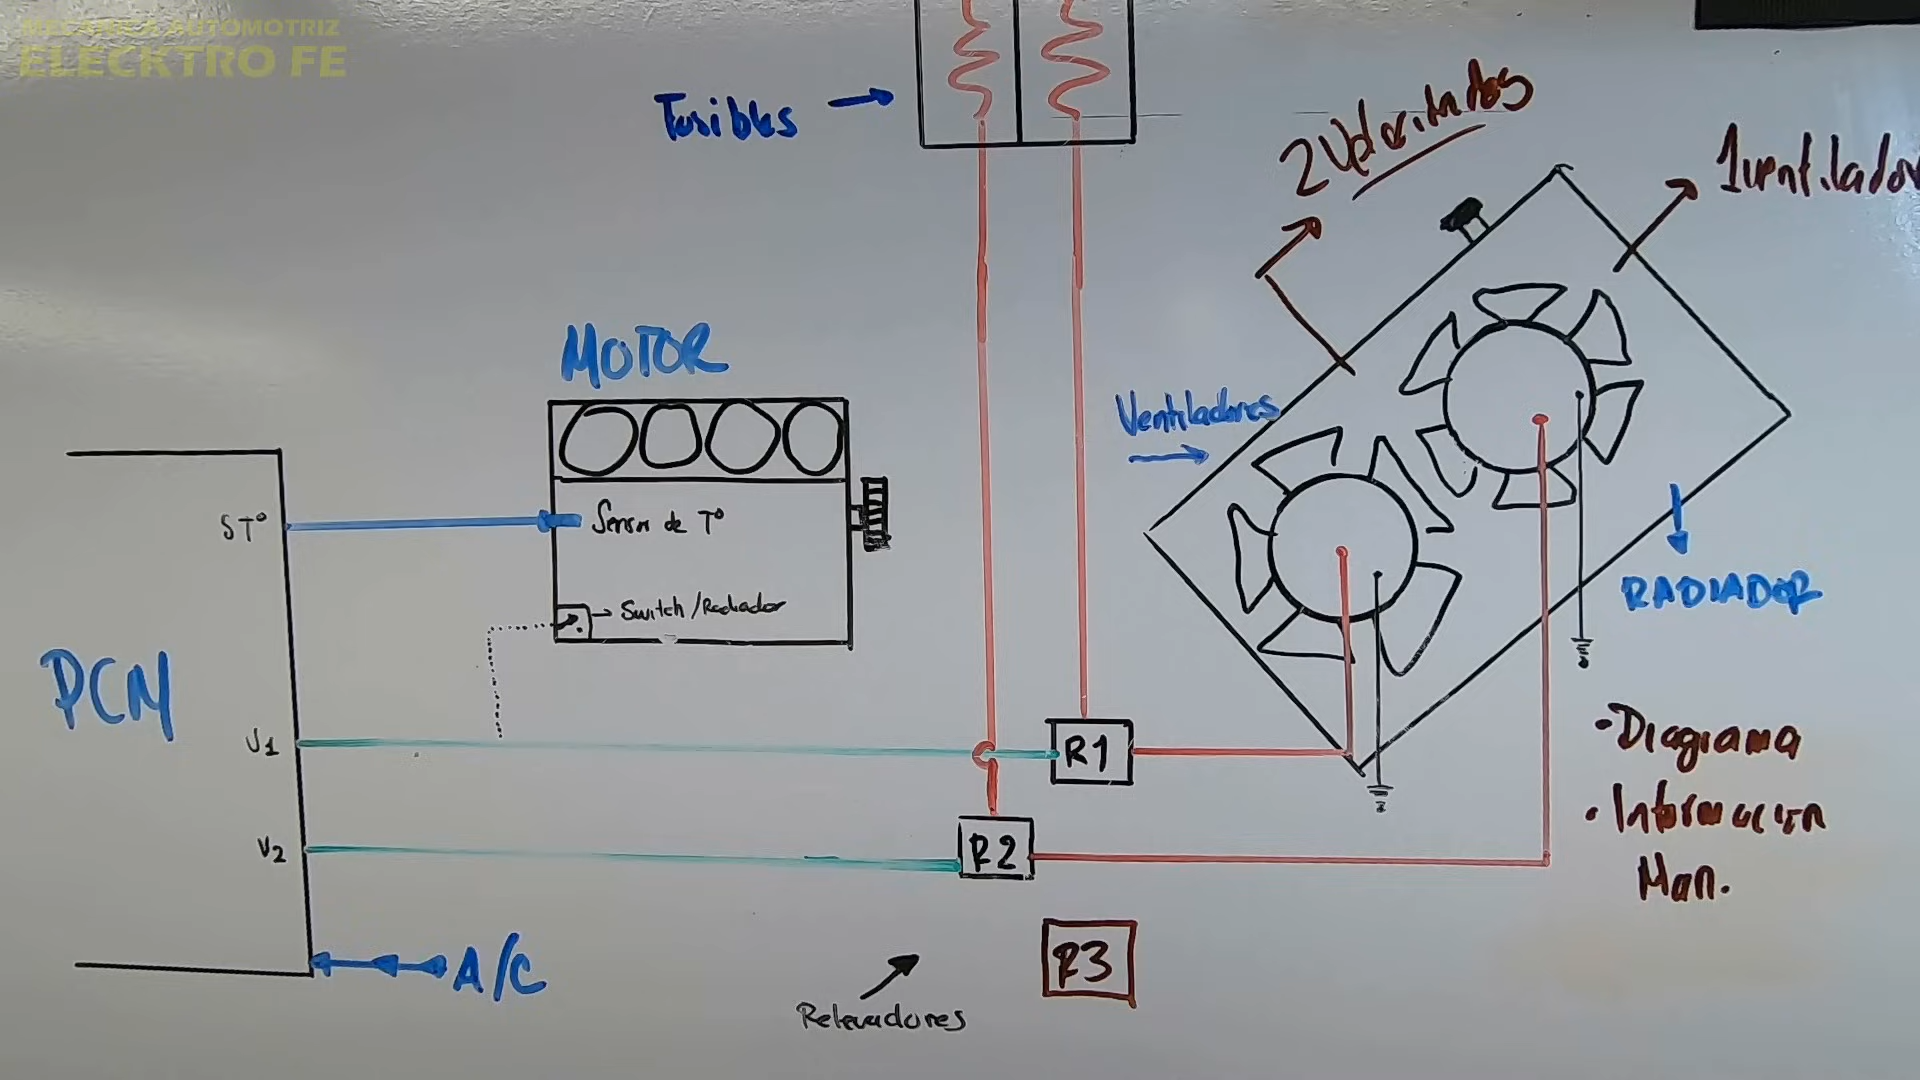 MECANICA AUTOMOTRIZ
ELECKTRO FE
Fusibles
2 Velocidades
1 ventilador
MOTOR
Ventiladores
ST°
Sensor de T°
Switch/Radiador
RADIADOR
PCM
V1
R1
• Diagrama
• Informacion
Man.
V2
R2
A/C
R3
Relevadores